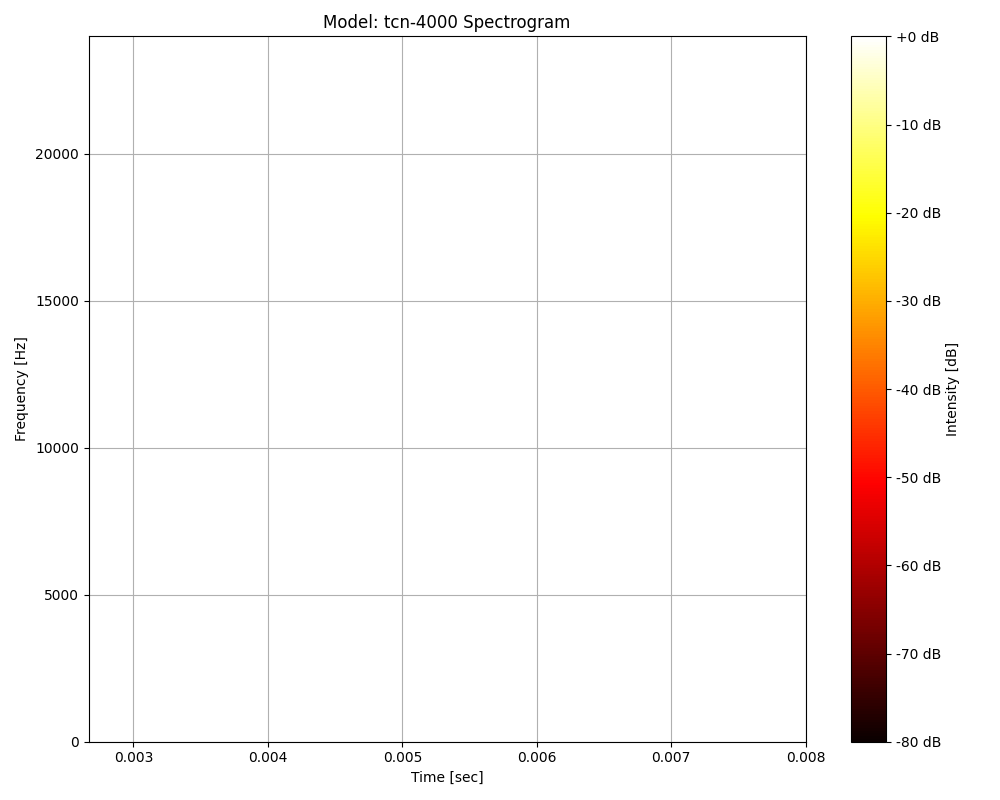 Model: tcn-4000 Spectrogram
+0 dB
-10 dB
20000
-20 dB
15000
-30 dB
Frequency [Hz]
-40 dB
Intensity [dB]
10000
-50 dB
-60 dB
5000
-70 dB
0
-80 dB
0.003 0.004 0.005 0.006 0.007 0.008
Time [sec]